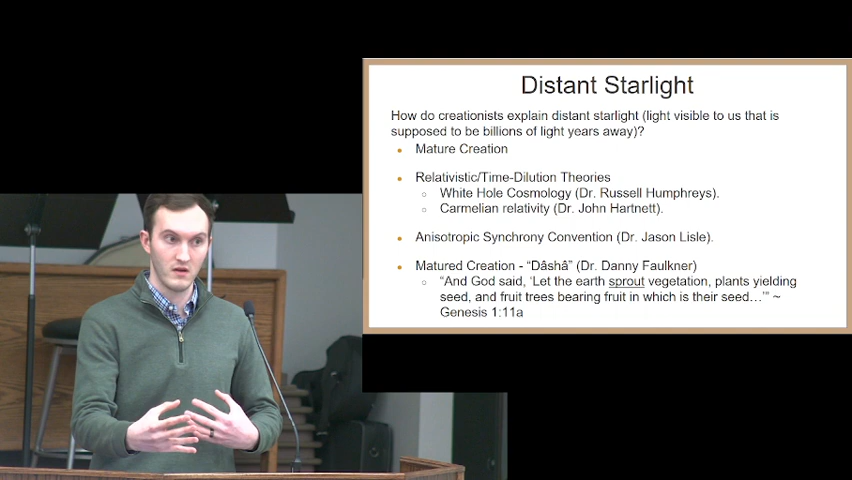 Distant Starlight
How do creationists explain distant starlight (light visible to us that is
supposed to be billions of light years away)?
Mature Creation
Relativistic/Time-Dilution Theories
White Hole Cosmology (Dr. Russell Humphreys).
Carmelian relativity (Dr. John Hartnett).
Anisotropic Synchrony Convention (Dr. Jason Lisle).
Matured Creation - “Dâshâ” (Dr. Danny Faulkner)
“And God said, ‘Let the earth sprout vegetation, plants yielding
seed, and fruit trees bearing fruit in which is their seed…’” ~
Genesis 1:11a